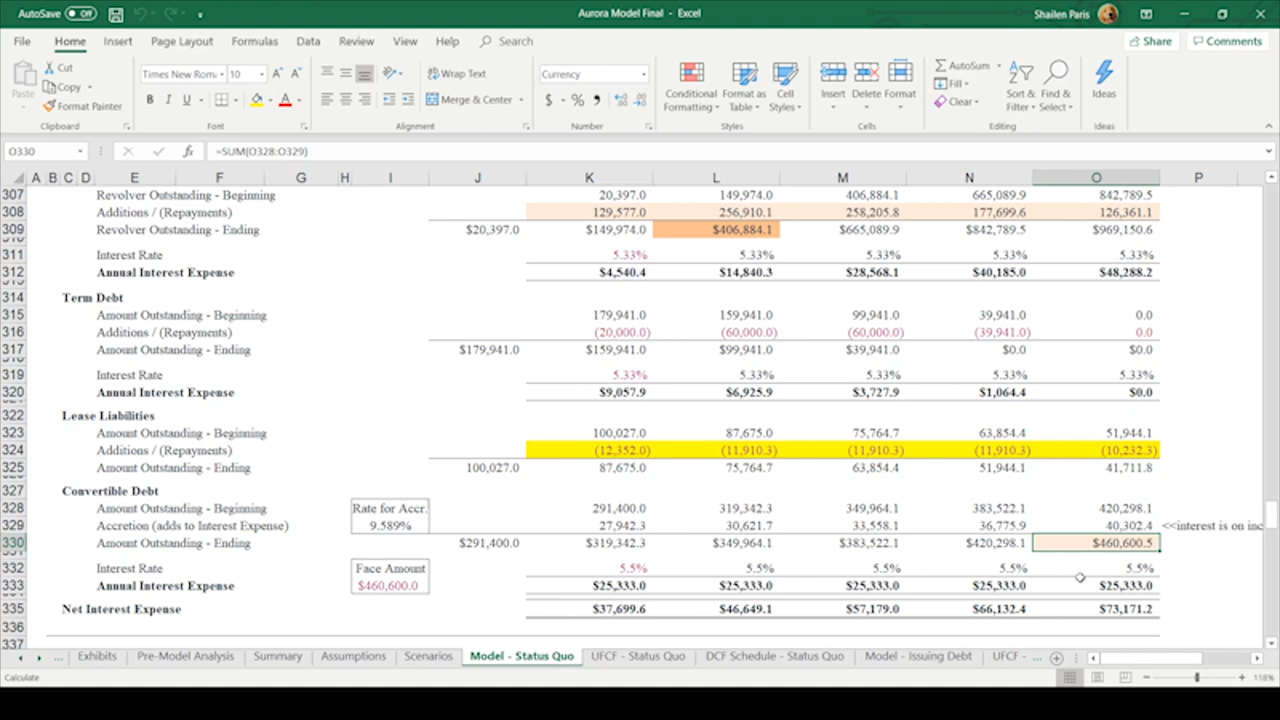 AutoSave Off Aurora Model Final - Excel Shailen Paris
File Home Insert Page Layout Formulas Data Review View Help Search Share Comments
Paste Cut Copy Format Painter Clipboard
Times New Rom 10 B I U A Font
Wrap Text Merge & Center Alignment
Currency $ % Number
Conditional Formatting Format as Table Cell Styles Styles
Insert Delete Format Cells
AutoSum Fill Clear Sort & Filter Find & Select Editing
Ideas Ideas
O330 fx =SUM(O328:O329)
A B C D E F G H I J K L M N O P
307 Revolver Outstanding - Beginning 20,397.0 149,974.0 406,884.1 665,089.9 842,789.5
308 Additions / (Repayments) 129,577.0 256,910.1 258,205.8 177,699.6 126,361.1
309 Revolver Outstanding - Ending $20,397.0 $149,974.0 $406,884.1 $665,089.9 $842,789.5 $969,150.6
311 Interest Rate 5.33% 5.33% 5.33% 5.33% 5.33%
312 Annual Interest Expense $4,540.4 $14,840.3 $28,568.1 $40,185.0 $48,288.2
314 Term Debt
315 Amount Outstanding - Beginning 179,941.0 159,941.0 99,941.0 39,941.0 0.0
316 Additions / (Repayments) (20,000.0) (60,000.0) (60,000.0) (39,941.0) 0.0
317 Amount Outstanding - Ending $179,941.0 $159,941.0 $99,941.0 $39,941.0 $0.0 $0.0
319 Interest Rate 5.33% 5.33% 5.33% 5.33% 5.33%
320 Annual Interest Expense $9,057.9 $6,925.9 $3,727.9 $1,064.4 $0.0
322 Lease Liabilities
323 Amount Outstanding - Beginning 100,027.0 87,675.0 75,764.7 63,854.4 51,944.1
324 Additions / (Repayments) (12,352.0) (11,910.3) (11,910.3) (11,910.3) (10,232.3)
325 Amount Outstanding - Ending 100,027.0 87,675.0 75,764.7 63,854.4 51,944.1 41,711.8
327 Convertible Debt
328 Amount Outstanding - Beginning Rate for Accr. 291,400.0 319,342.3 349,964.1 383,522.1 420,298.1
329 Accretion (adds to Interest Expense) 9.589% 27,942.3 30,621.7 33,558.1 36,775.9 40,302.4 <<interest is on inc
330 Amount Outstanding - Ending $291,400.0 $319,342.3 $349,964.1 $383,522.1 $420,298.1 $460,600.5
332 Interest Rate Face Amount 5.5% 5.5% 5.5% 5.5% 5.5%
333 Annual Interest Expense $460,600.0 $25,333.0 $25,333.0 $25,333.0 $25,333.0 $25,333.0
335 Net Interest Expense $37,699.6 $46,649.1 $57,179.0 $66,132.4 $73,171.2
336
337
... Exhibits Pre-Model Analysis Summary Assumptions Scenarios Model - Status Quo UFCF - Status Quo DCF Schedule - Status Quo Model - Issuing Debt UFCF - ...
Calculate 118%